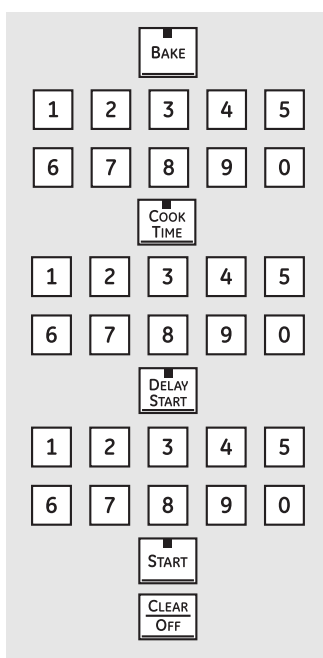 BAKE
1 2 3 4 5
6 7 8 9 0
COOK
TIME
1 2 3 4 5
6 7 8 9 0
DELAY
START
1 2 3 4 5
6 7 8 9 0
START
CLEAR
OFF